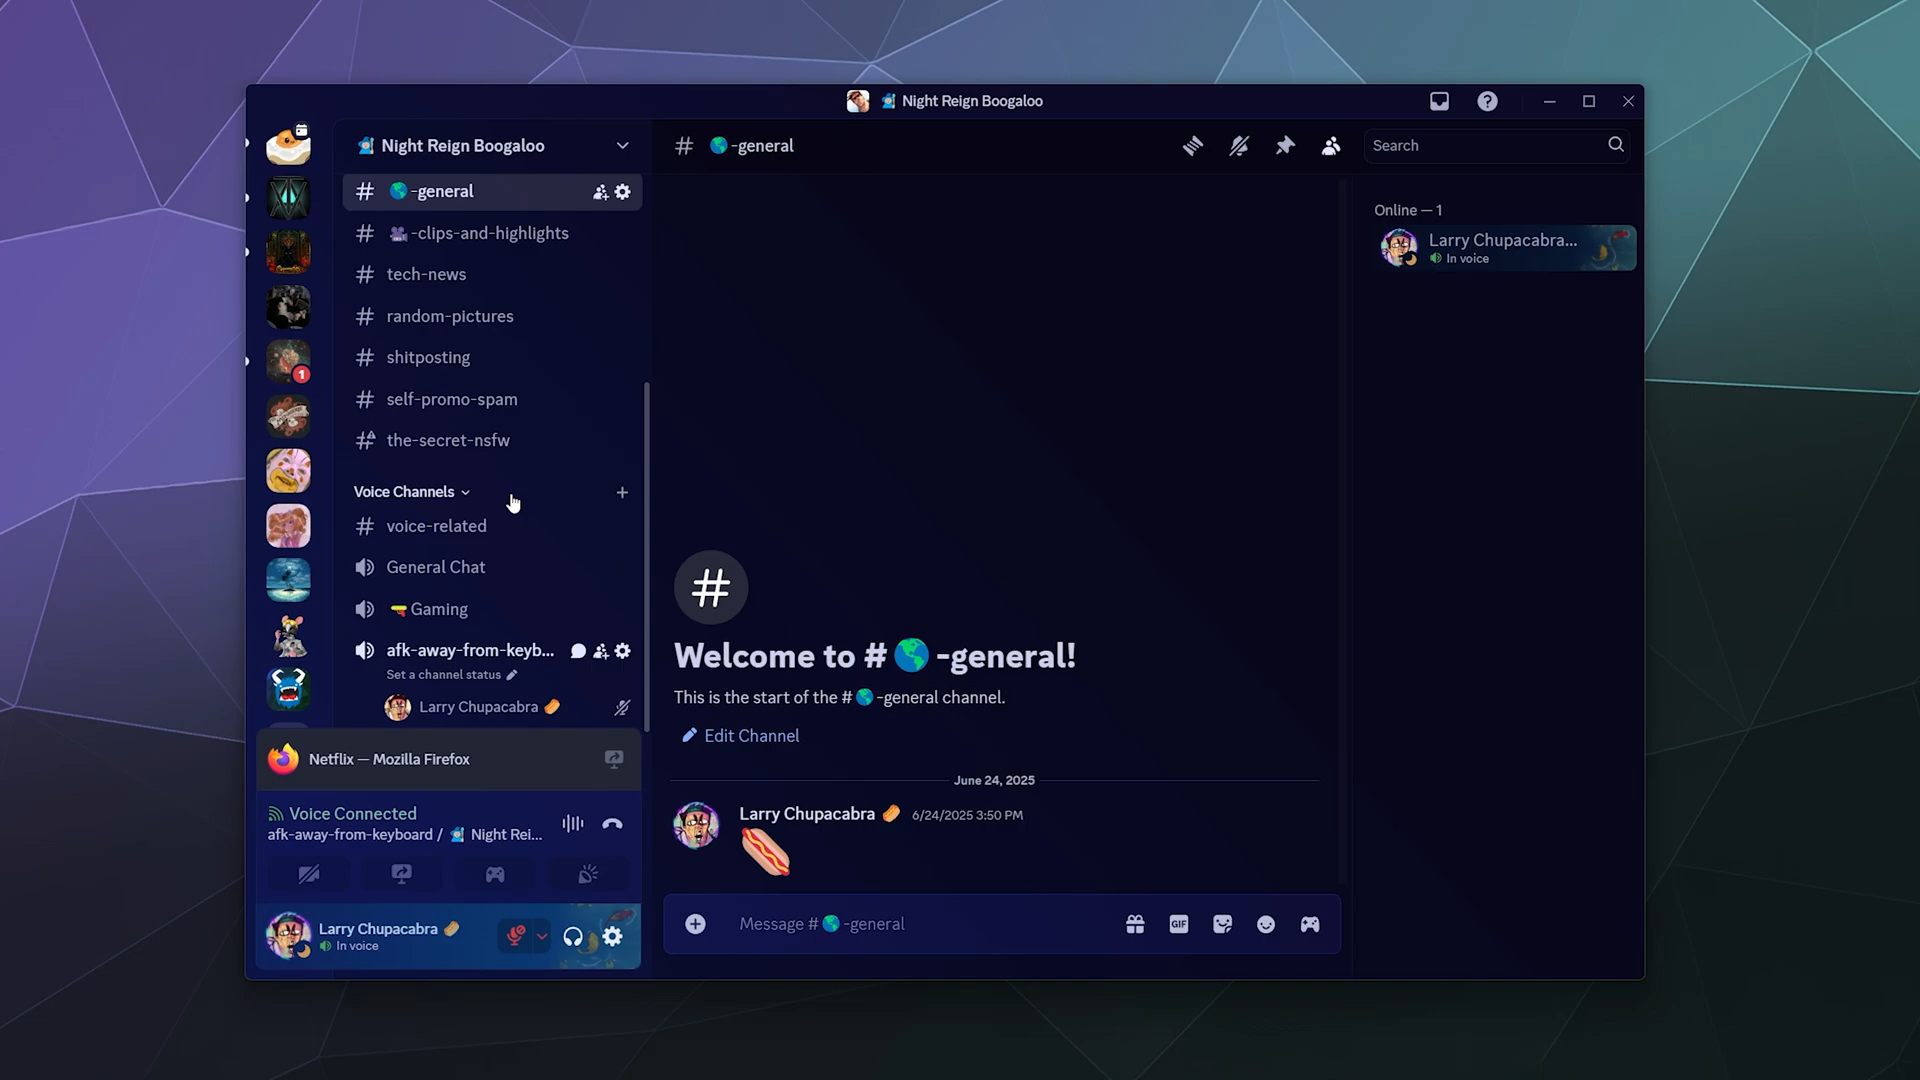 Night Reign Boogaloo
Night Reign Boogaloo
-general
-clips-and-highlights
tech-news
random-pictures
shitposting
self-promo-spam
the-secret-nsfw
Voice Channels
voice-related
General Chat
Gaming
afk-away-from-keyb...
Set a channel status
Larry Chupacabra
1
Netflix — Mozilla Firefox
Voice Connected
afk-away-from-keyboard / Night Rei...
Larry Chupacabra
In voice
# -general
Search
Welcome to # -general!
This is the start of the # -general channel.
Edit Channel
June 24, 2025
Larry Chupacabra 6/24/2025 3:50 PM
Message # -general
GIF
Online — 1
Larry Chupacabra...
In voice